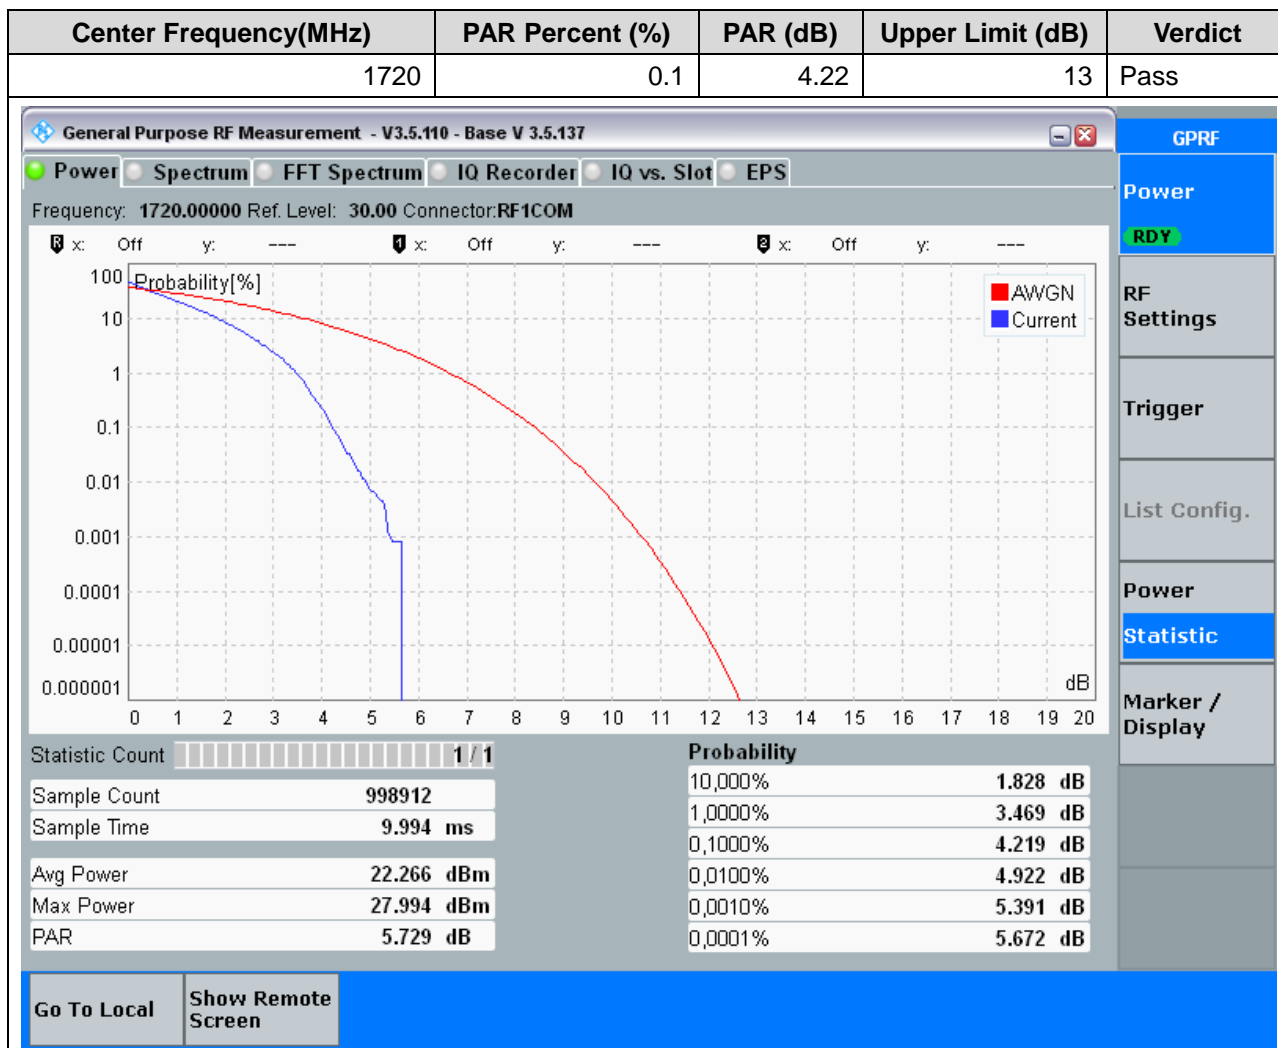 Center Frequency(MHz) PAR Percent (%) PAR (dB) Upper Limit (dB) Verdict
1720 0.1 4.22 13 Pass
General Purpose RF Measurement - V3.5.110 - Base V 3.5.137
Power Spectrum FFT Spectrum IQ Recorder IQ vs. Slot EPS
Frequency: 1720.00000 Ref. Level: 30.00 Connector:RF1COM
R x: Off y: --- 1 x: Off y: --- 2 x: Off y: ---
Probability[%]
AWGN
Current
100
10
1
0.1
0.01
0.001
0.0001
0.00001
0.000001
dB
0 1 2 3 4 5 6 7 8 9 10 11 12 13 14 15 16 17 18 19 20
Statistic Count 1 / 1
Sample Count 998912
Sample Time 9.994 ms
Avg Power 22.266 dBm
Max Power 27.994 dBm
PAR 5.729 dB
Probability
10,000% 1.828 dB
1,0000% 3.469 dB
0,1000% 4.219 dB
0,0100% 4.922 dB
0,0010% 5.391 dB
0,0001% 5.672 dB
GPRF
Power
RDY
RF
Settings
Trigger
List Config.
Power
Statistic
Marker /
Display
Go To Local
Show Remote
Screen